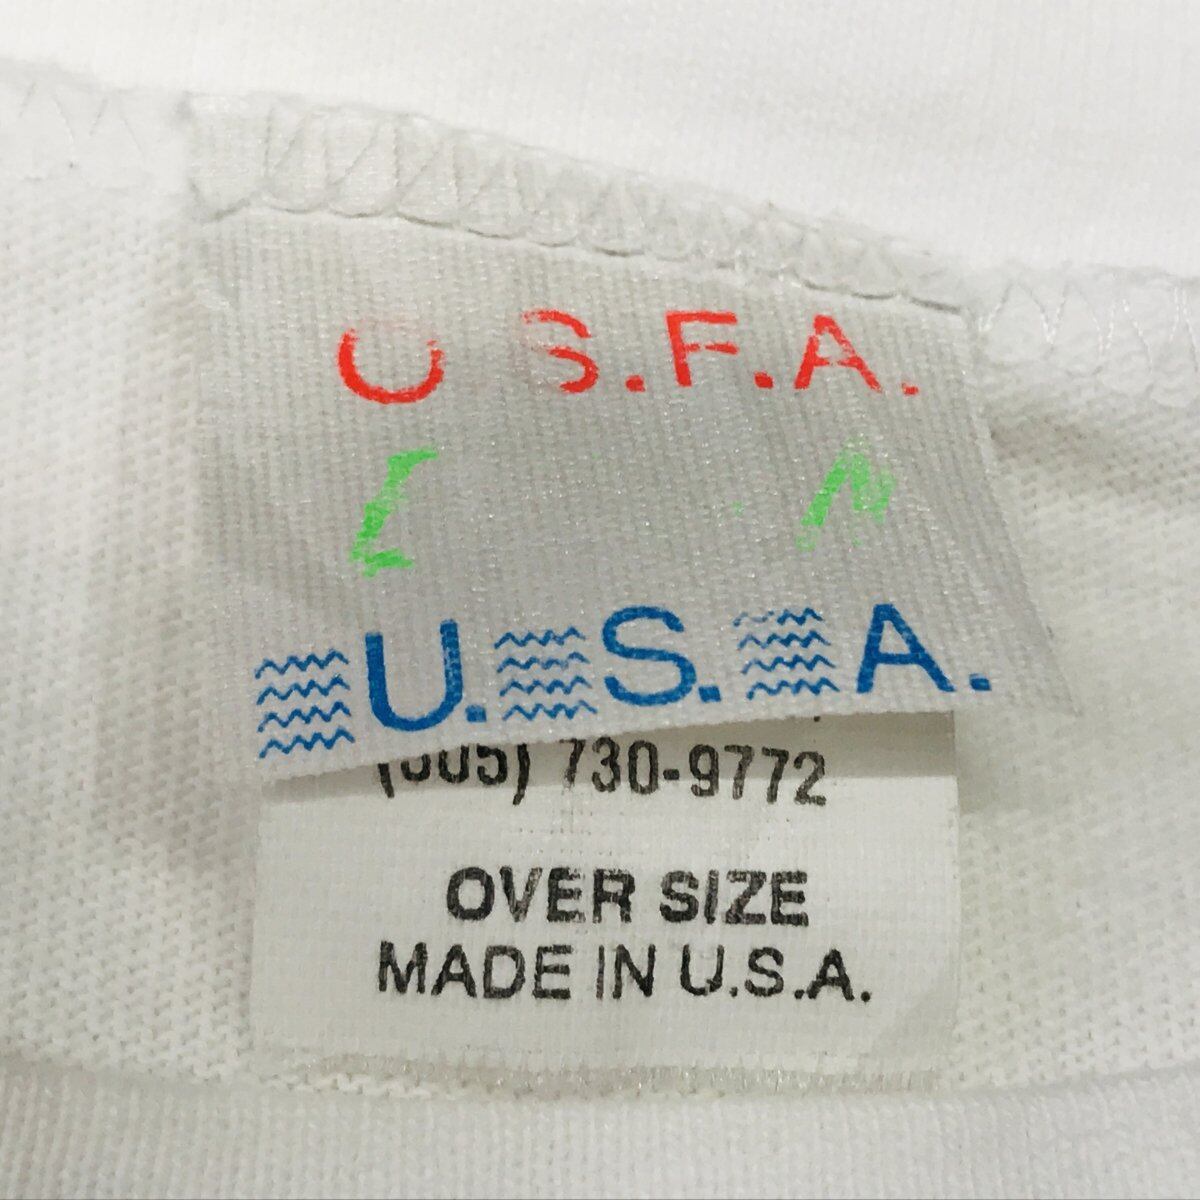 U S.F.A.
U.S.A.
(305) 730-9772
OVER SIZE
MADE IN U.S.A.